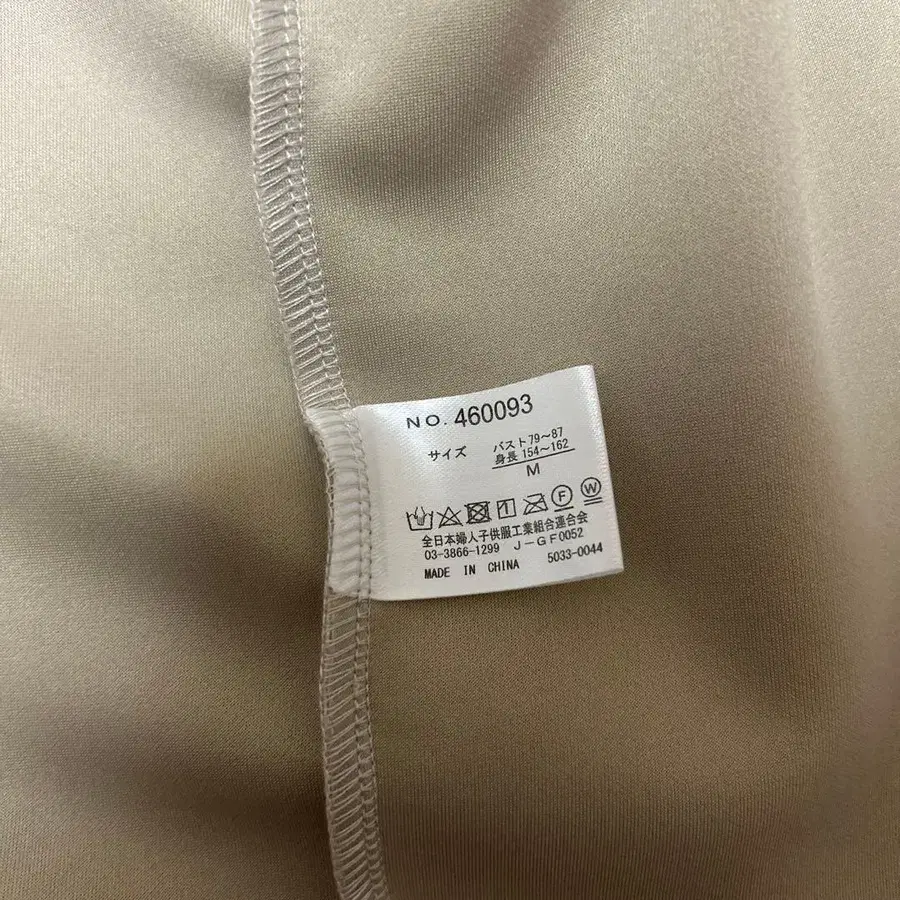 NO. 460093
サイズ バスト79〜87
身長 154〜162
M
F W
全日本婦人子供服工業組合連合会
03-3866-1299 J-GF0052
MADE IN CHINA 5033-0044